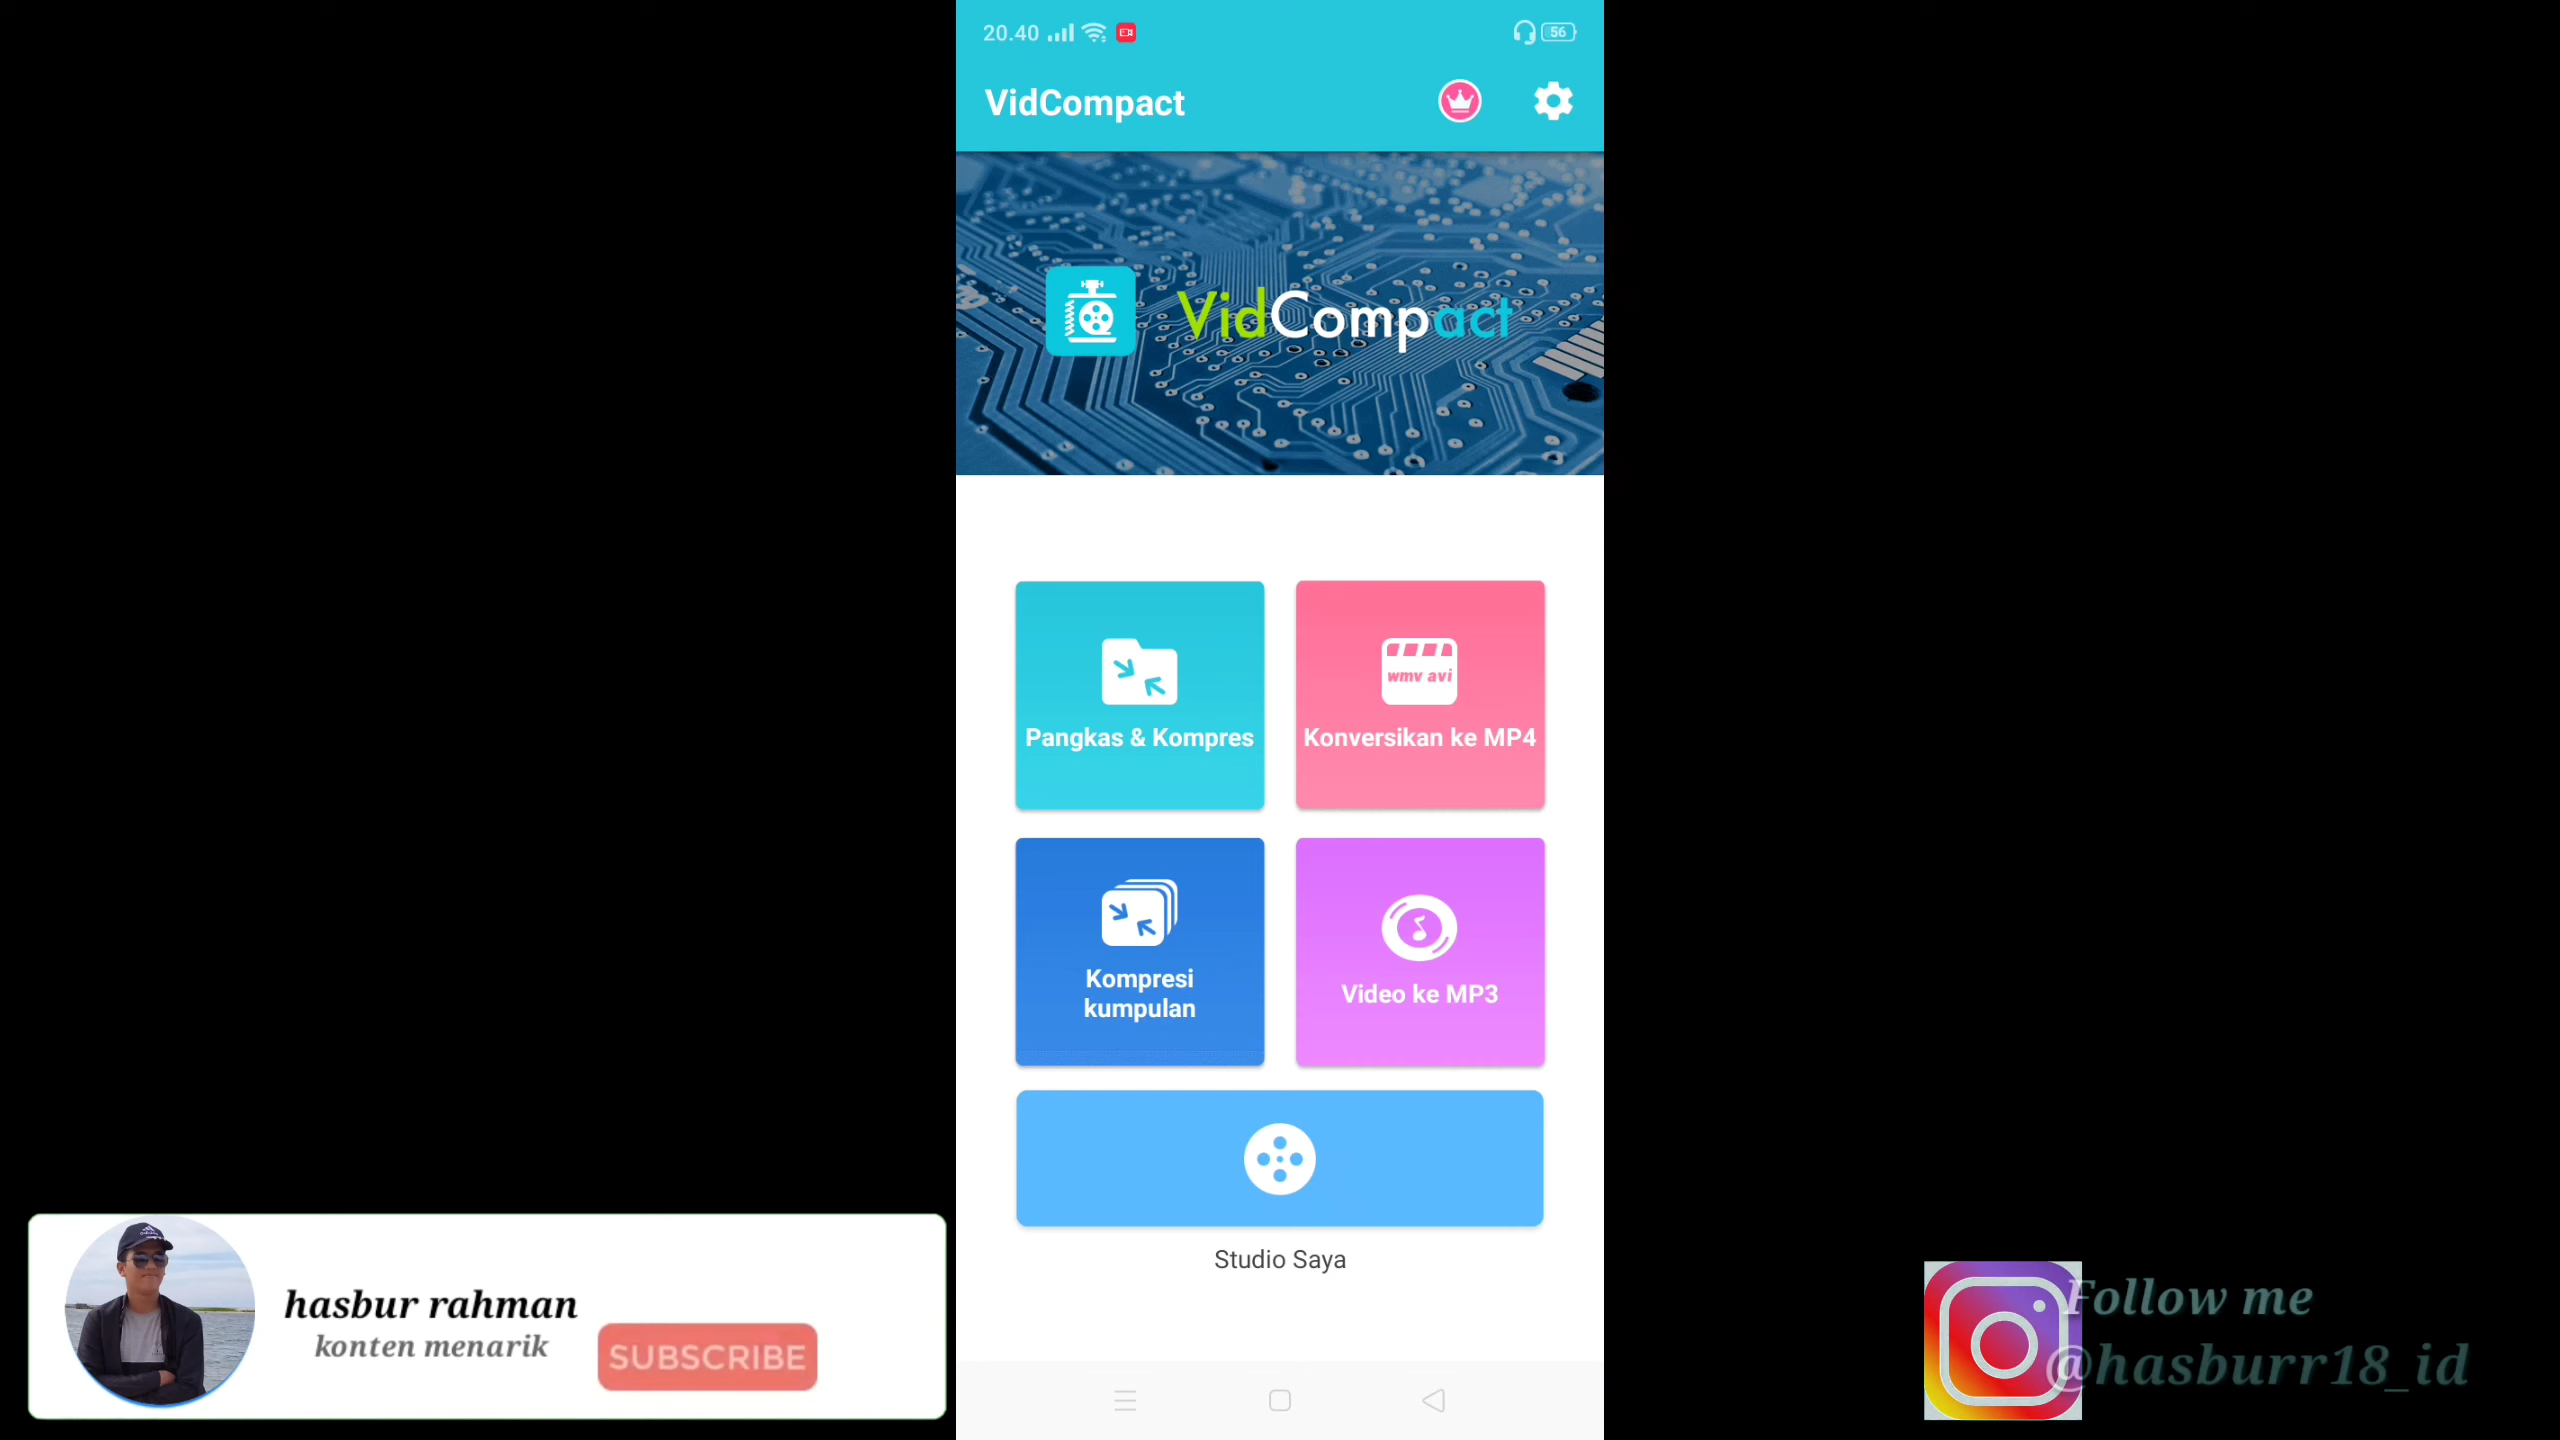 20.40
56
VidCompact
VidCompact
wmv avi
Pangkas & Kompres
Konversikan ke MP4
Kompresi
kumpulan
Video ke MP3
Studio Saya
hasbur rahman
konten menarik
SUBSCRIBE
Follow me
@hasburr18_id